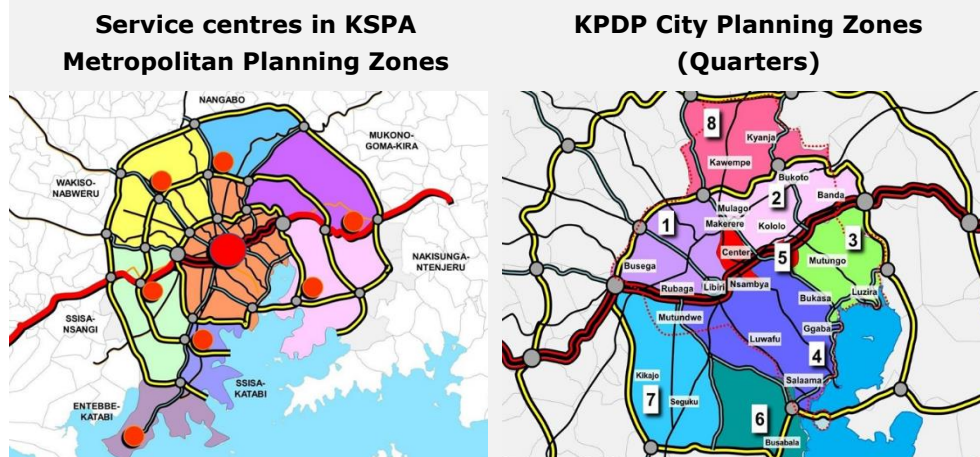 Service centres in KSPA
Metropolitan Planning Zones
KPDP City Planning Zones
(Quarters)
NANGABO
MUKONO-
GOMA-KIRA
WAKISO-
NABWERU
NAKISUNGA-
NTENJERU
SSISA-
NSANGI
SSISA-
KATABI
ENTEBBE-
KATABI
8
Kyanja
Kawempe
Bukoto
2
Banda
Mulago
1
Makerere
Kololo
3
Center
5
Busega
Mutungo
Rubaga
Libiri
Nsambya
Luzira
Bukasa
Mutundwe
Ggaba
Luwafu
4
Salaama
Kikajo
7
Seguku
6
Busabala